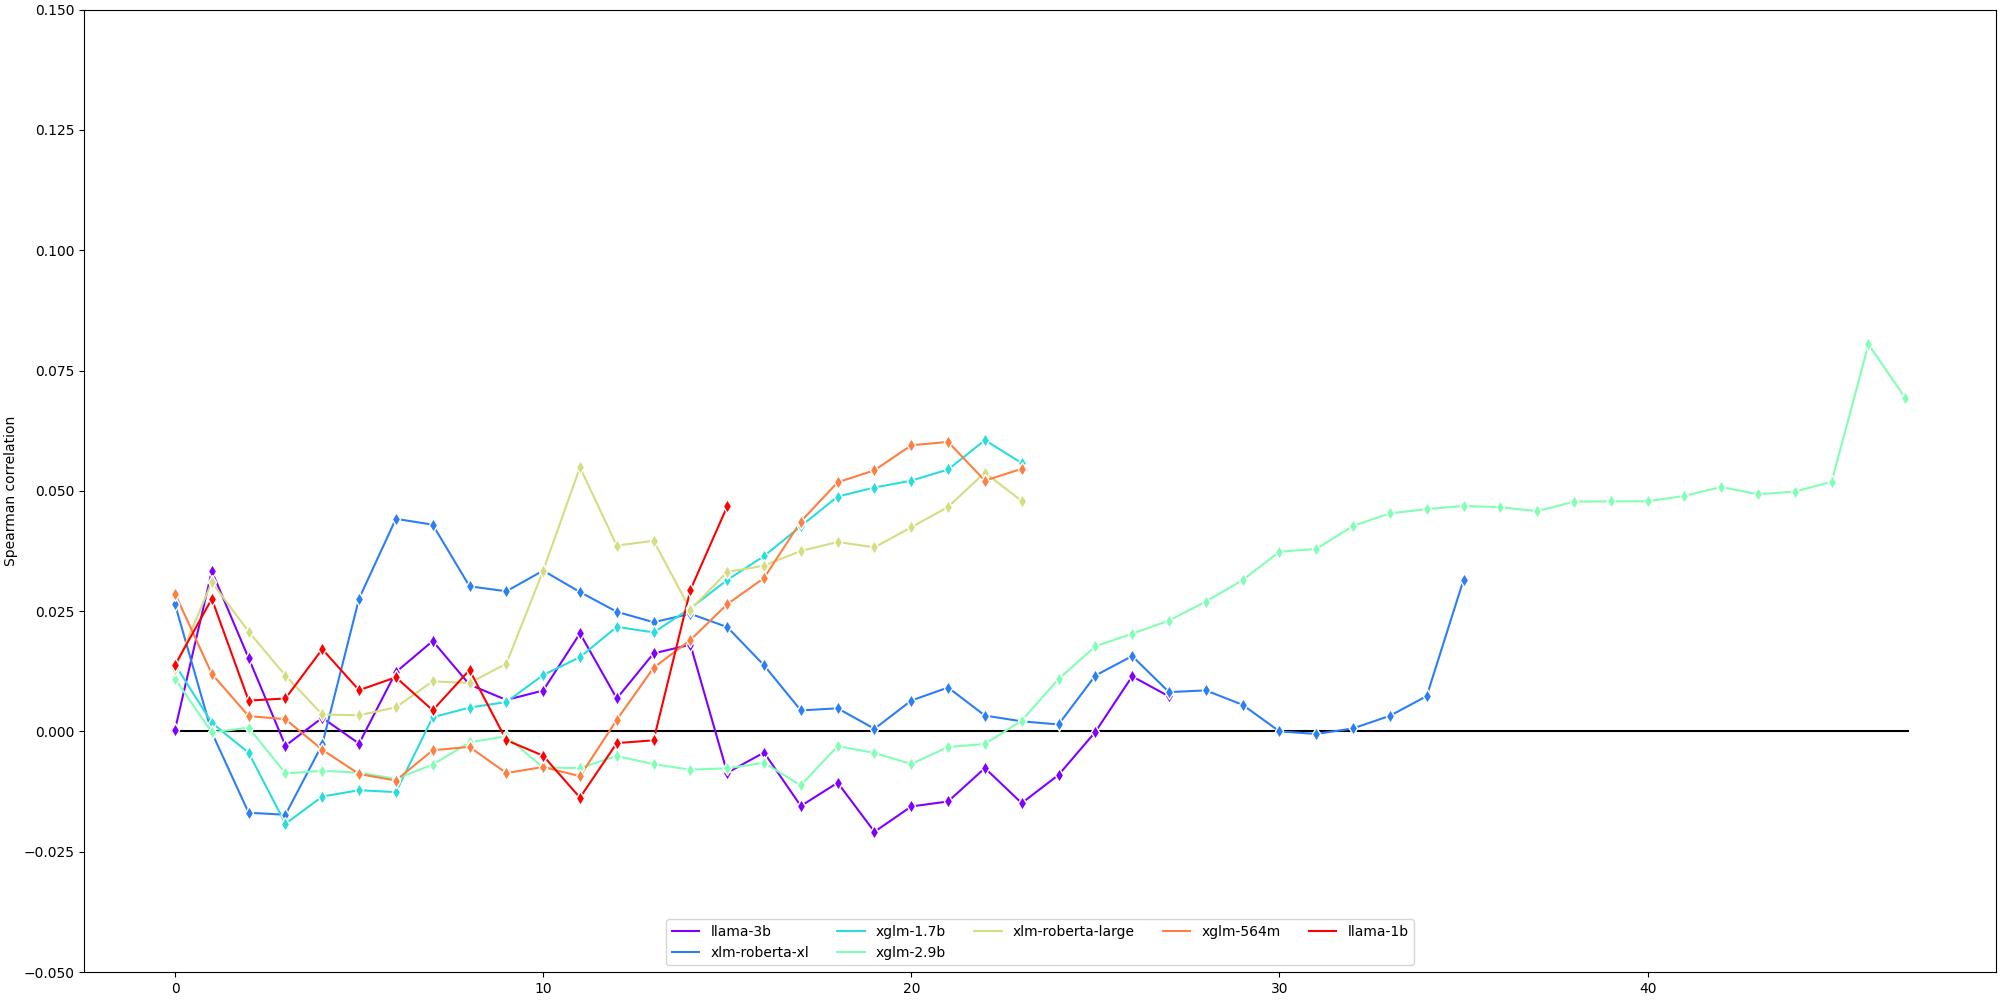 0.150
0.125
0.100
0.075
0.050
0.025
0.000
−0.025
−0.050
Spearman correlation
0 10 20 30 40
llama-3b xglm-1.7b xlm-roberta-large xglm-564m llama-1b
xlm-roberta-xl xglm-2.9b